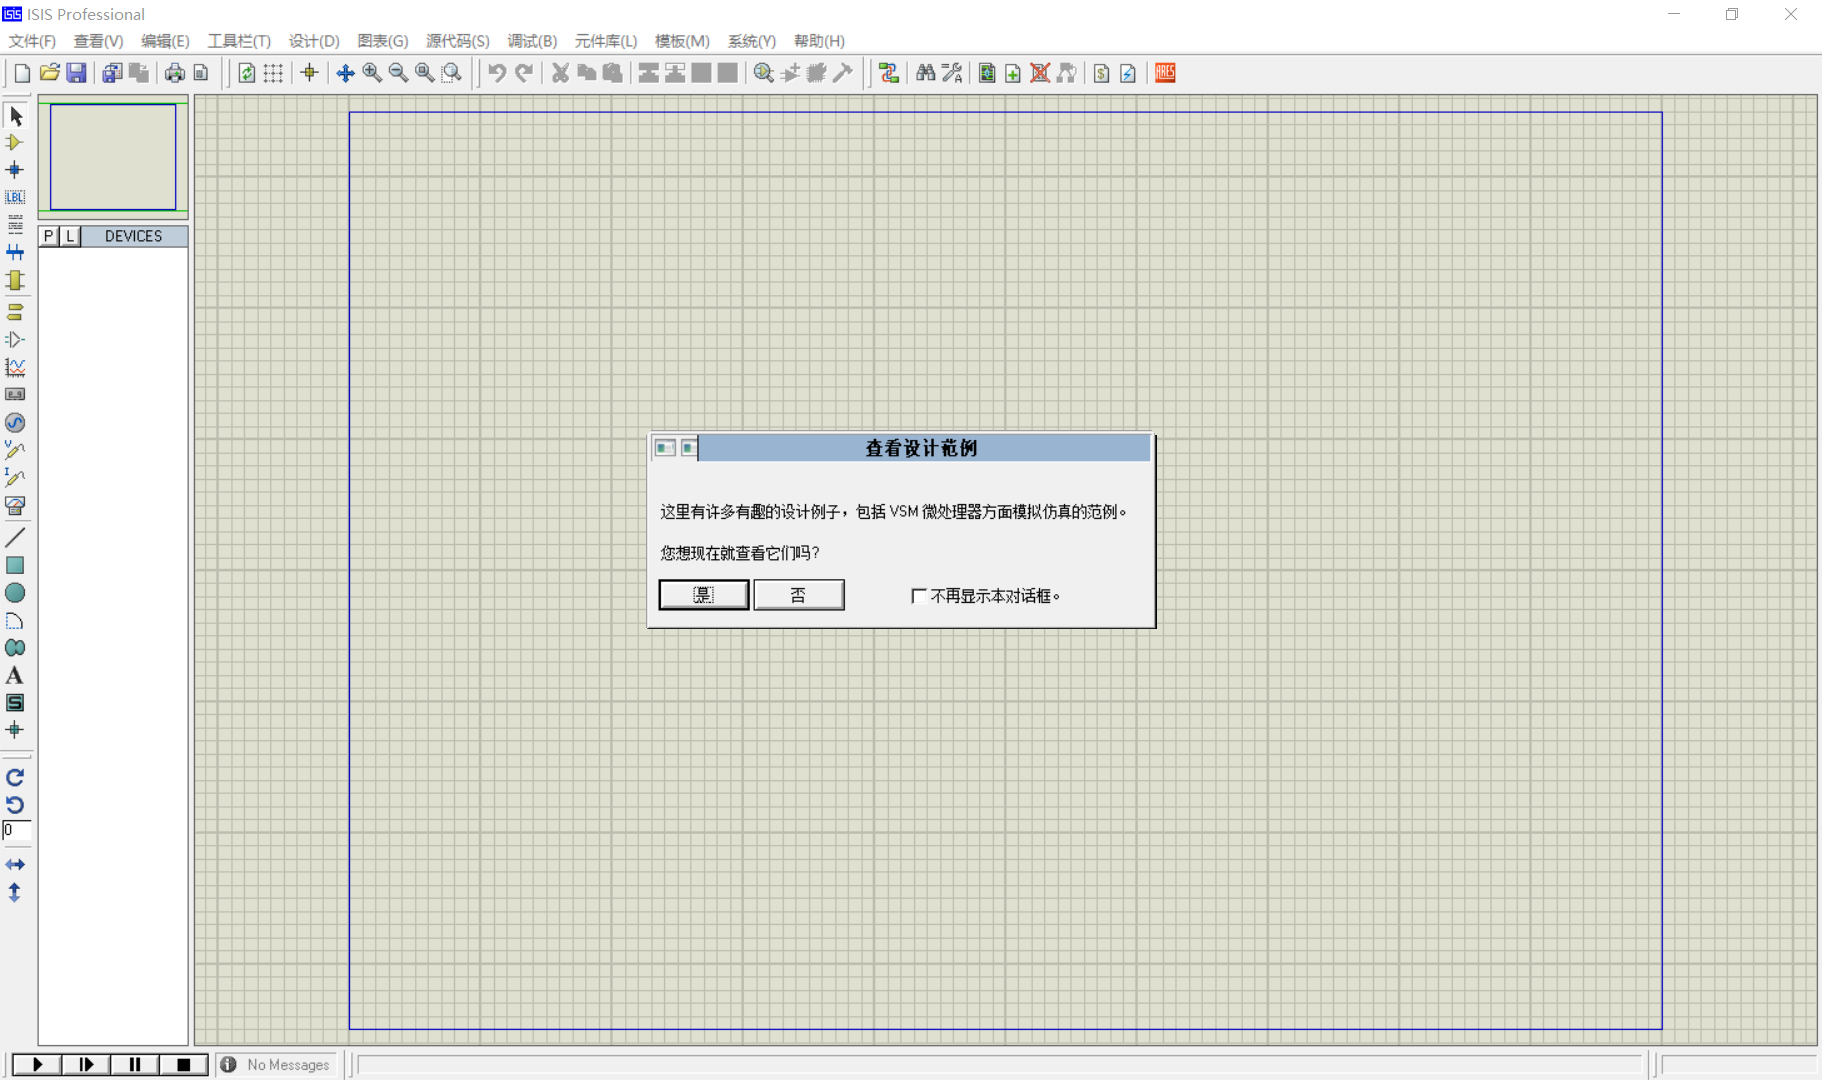 ISIS Professional
文件(F) 查看(V) 编辑(E) 工具栏(T) 设计(D) 图表(G) 源代码(S) 调试(B) 元件库(L) 模板(M) 系统(Y) 帮助(H)
ARES
LBL
P L DEVICES
查看设计范例
这里有许多有趣的设计例子，包括 VSM 微处理器方面模拟仿真的范例。
您想现在就查看它们吗?
是 否 不再显示本对话框。
V
I
A
S
0
No Messages